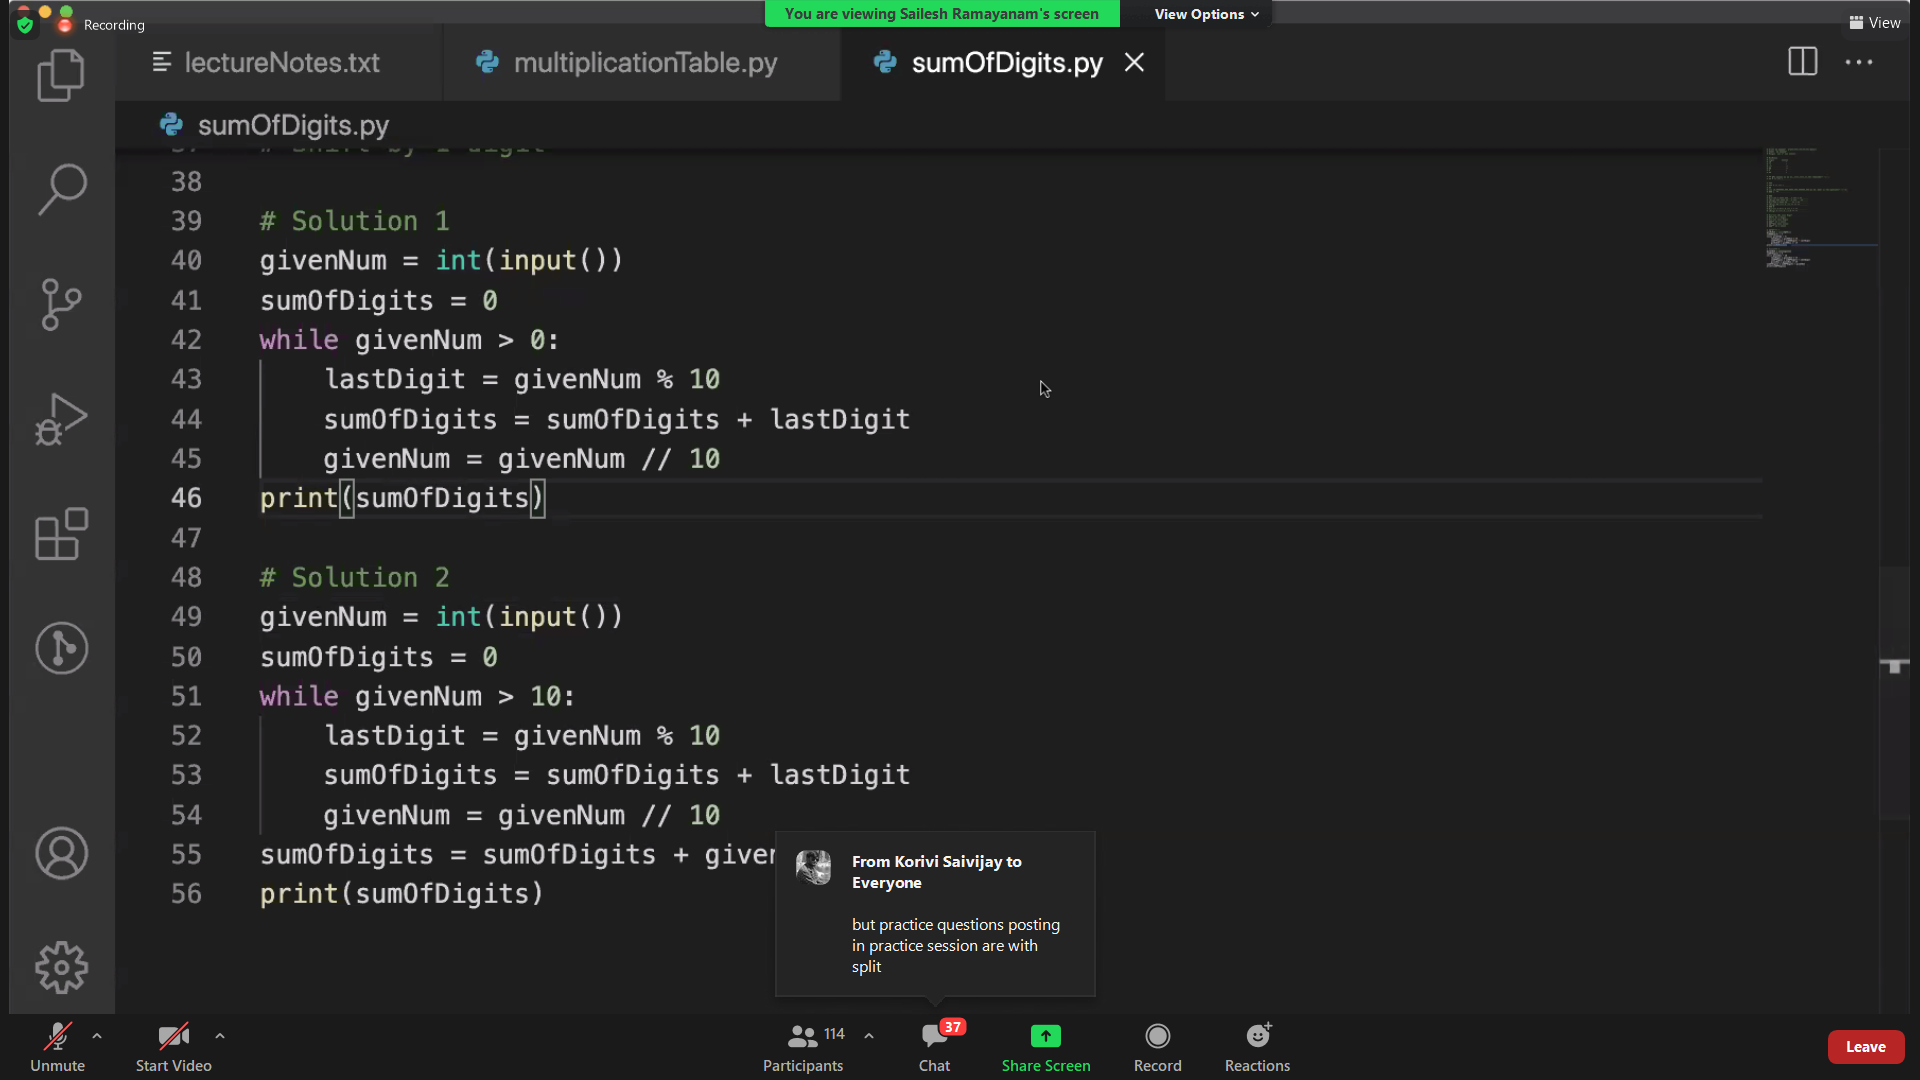 Recording
You are viewing Sailesh Ramayanam's screen
View Options
View
lectureNotes.txt
multiplicationTable.py
sumOfDigits.py
sumOfDigits.py
37 # Shift by 1 digit
38
39 # Solution 1
40 givenNum = int(input())
41 sumOfDigits = 0
42 while givenNum > 0:
43 lastDigit = givenNum % 10
44 sumOfDigits = sumOfDigits + lastDigit
45 givenNum = givenNum // 10
46 print(sumOfDigits)
47
48 # Solution 2
49 givenNum = int(input())
50 sumOfDigits = 0
51 while givenNum > 10:
52 lastDigit = givenNum % 10
53 sumOfDigits = sumOfDigits + lastDigit
54 givenNum = givenNum // 10
55 sumOfDigits = sumOfDigits +
56 print(sumOfDigits)
From Korivi Saivijay to
Everyone
but practice questions posting
in practice session are with
split
Unmute
Start Video
114
Participants
37
Chat
Share Screen
Record
Reactions
Leave